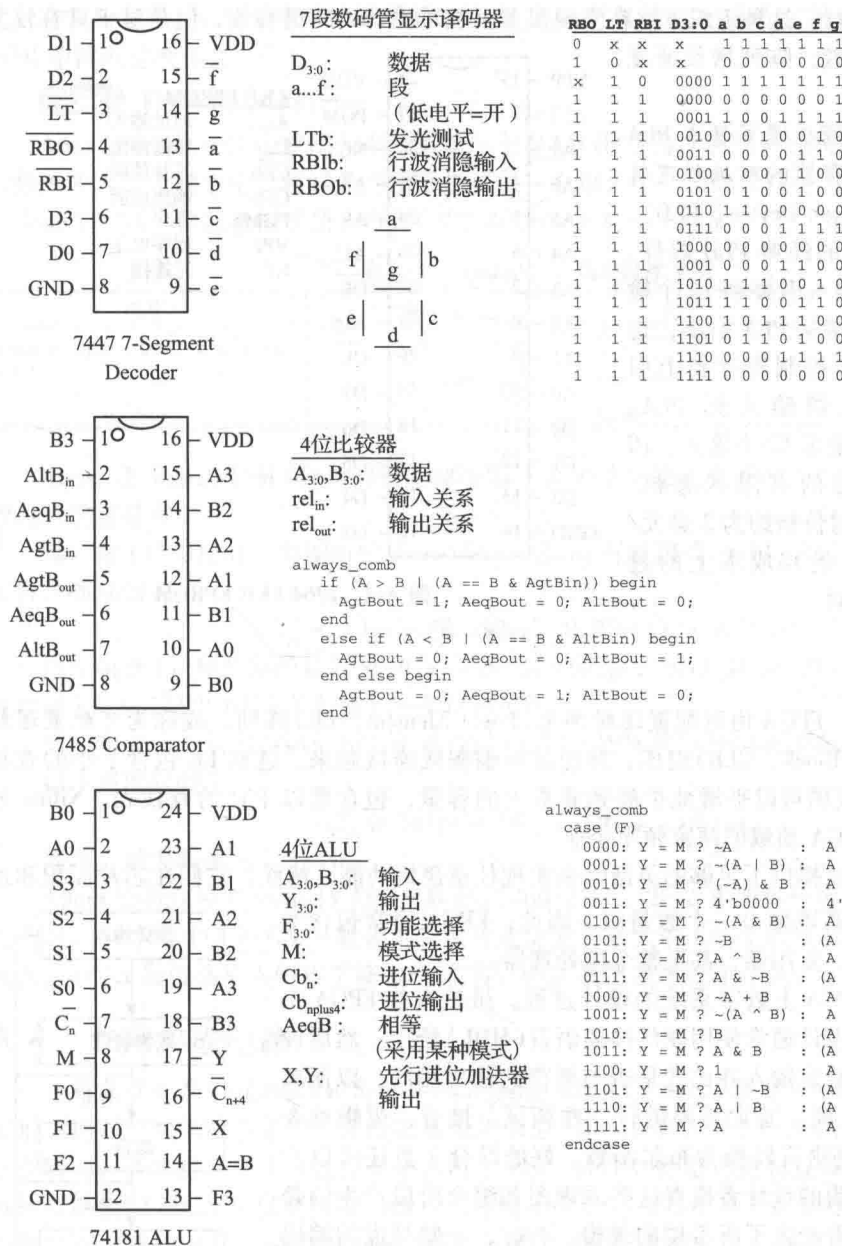 D1 1 16 VDD
D2 2 15 f
LT 3 14 g
RBO 4 13 a
RBI 5 12 b
D3 6 11 c
D0 7 10 d
GND 8 9 e
7447 7-Segment
Decoder
7段数码管显示译码器
D3:0: 数据
a...f: 段
(低电平=开)
LTb: 发光测试
RBIb: 行波消隐输入
RBOb: 行波消隐输出
a
f b
g
e c
d
RBO LT RBI D3:0 a b c d e f g
0 x x x 1 1 1 1 1 1 1
1 0 x x 0 0 0 0 0 0 0
x 1 0 0000 1 1 1 1 1 1 1
1 1 1 0000 0 0 0 0 0 0 1
1 1 1 0001 1 0 0 1 1 1 1
1 1 1 0010 0 0 1 0 0 1 0
1 1 1 0011 0 0 0 0 1 1 0
1 1 1 0100 1 0 0 1 1 0 0
1 1 1 0101 0 1 0 0 1 0 0
1 1 1 0110 1 1 0 0 0 0 0
1 1 1 0111 0 0 0 1 1 1 1
1 1 1 1000 0 0 0 0 0 0 0
1 1 1 1001 0 0 0 1 1 0 0
1 1 1 1010 1 1 1 0 0 1 0
1 1 1 1011 1 1 0 0 1 1 0
1 1 1 1100 1 0 1 1 1 0 0
1 1 1 1101 0 1 1 0 1 0 0
1 1 1 1110 0 0 0 1 1 1 1
1 1 1 1111 0 0 0 0 0 0 0
B3 1 16 VDD
AltBin 2 15 A3
AeqBin 3 14 B2
AgtBin 4 13 A2
AgtBout 5 12 A1
AeqBout 6 11 B1
AltBout 7 10 A0
GND 8 9 B0
7485 Comparator
4位比较器
A3:0,B3:0: 数据
relin: 输入关系
relout: 输出关系
always_comb
if (A > B | (A == B & AgtBin)) begin
AgtBout = 1; AeqBout = 0; AltBout = 0;
end
else if (A < B | (A == B & AltBin) begin
AgtBout = 0; AeqBout = 0; AltBout = 1;
end else begin
AgtBout = 0; AeqBout = 1; AltBout = 0;
end
B0 1 24 VDD
A0 2 23 A1
S3 3 22 B1
S2 4 21 A2
S1 5 20 B2
S0 6 19 A3
Cn 7 18 B3
M 8 17 Y
F0 9 16 Cn+4
F1 10 15 X
F2 11 14 A=B
GND 12 13 F3
74181 ALU
4位ALU
A3:0,B3:0: 输入
Y3:0: 输出
F3:0: 功能选择
M: 模式选择
Cbn: 进位输入
Cbnplus4: 进位输出
AeqB: 相等
(采用某种模式)
X,Y: 先行进位加法器
输出
always_comb
case (F)
0000: Y = M ? ~A : A
0001: Y = M ? ~(A | B) : A
0010: Y = M ? (~A) & B : A
0011: Y = M ? 4'b0000 : 4'
0100: Y = M ? ~(A & B) : A
0101: Y = M ? ~B : (A
0110: Y = M ? A ^ B : A
0111: Y = M ? A & ~B : (A
1000: Y = M ? ~A | B : A
1001: Y = M ? ~(A ^ B) : A
1010: Y = M ? B : (A
1011: Y = M ? A & B : (A
1100: Y = M ? 1 : A
1101: Y = M ? A | ~B : (A
1110: Y = M ? A | B : (A
1111: Y = M ? A : A
endcase